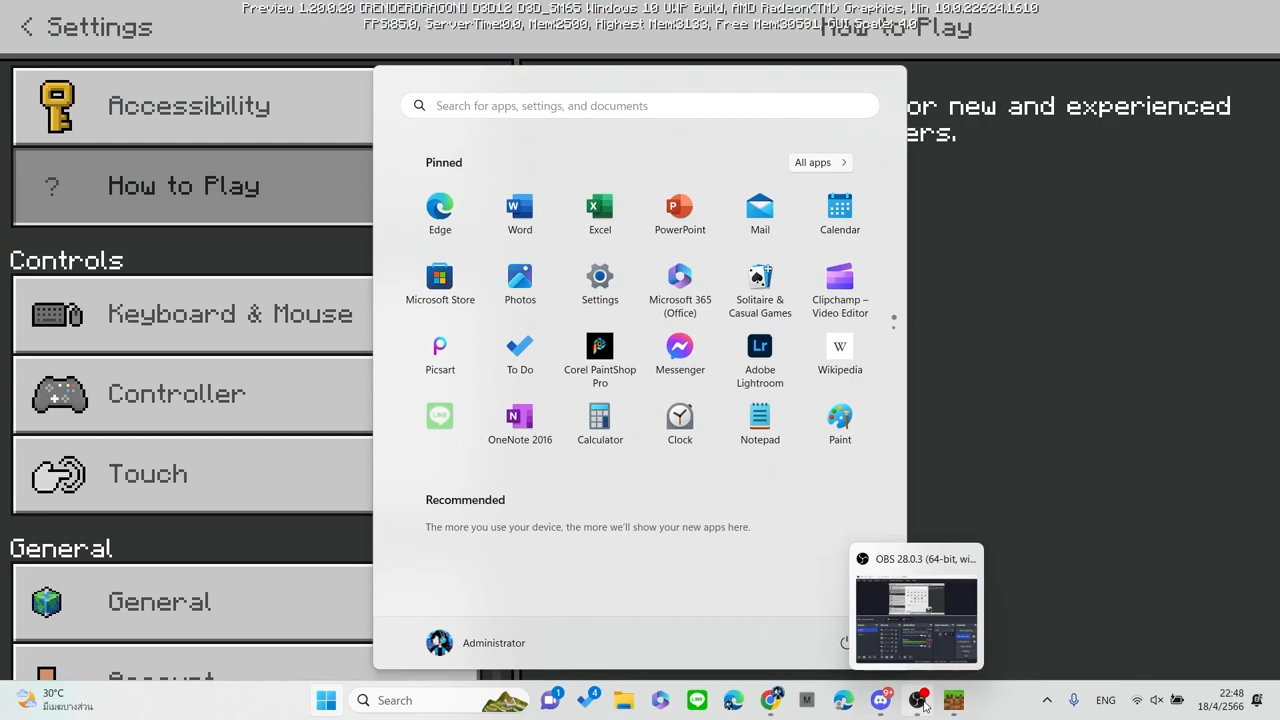 Preview 1.20.0.20 [RENDERDRAGON] D3D12 D3D_SM65 Windows 10 UWP Build, AMD Radeon(TM) Graphics, Win 10.0.22624.1610
FPS:85.0, ServerTime:0.0, Mem:2500, Highest Mem:3133, Free Mem:30591, GUI Scale: 4.0
Settings
How to Play
Accessibility
How to Play
or new and experienced
ers.
Controls
Keyboard & Mouse
Controller
Touch
General
General
Account
Search for apps, settings, and documents
Pinned
All apps
Edge
Word
Excel
PowerPoint
Mail
Calendar
Microsoft Store
Photos
Settings
Microsoft 365
(Office)
Solitaire &
Casual Games
Clipchamp –
Video Editor
Picsart
To Do
Corel PaintShop
Pro
Messenger
Adobe
Lightroom
Wikipedia
OneNote 2016
Calculator
Clock
Notepad
Paint
Recommended
The more you use your device, the more we'll show your new apps here.
OBS 28.0.3 (64-bit, wi...
Administrator
30°C
มีเมฆบางส่วน
Search
1
4
9+
ENG
22:48
18/4/2566